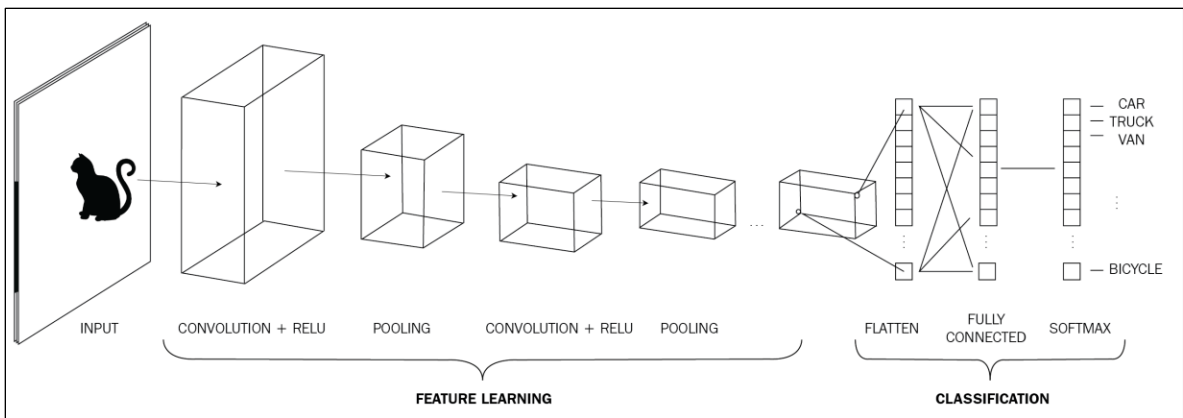 CAR
TRUCK
VAN
BICYCLE
INPUT
CONVOLUTION + RELU
POOLING
CONVOLUTION + RELU
POOLING
FLATTEN
FULLY
CONNECTED
SOFTMAX
FEATURE LEARNING
CLASSIFICATION